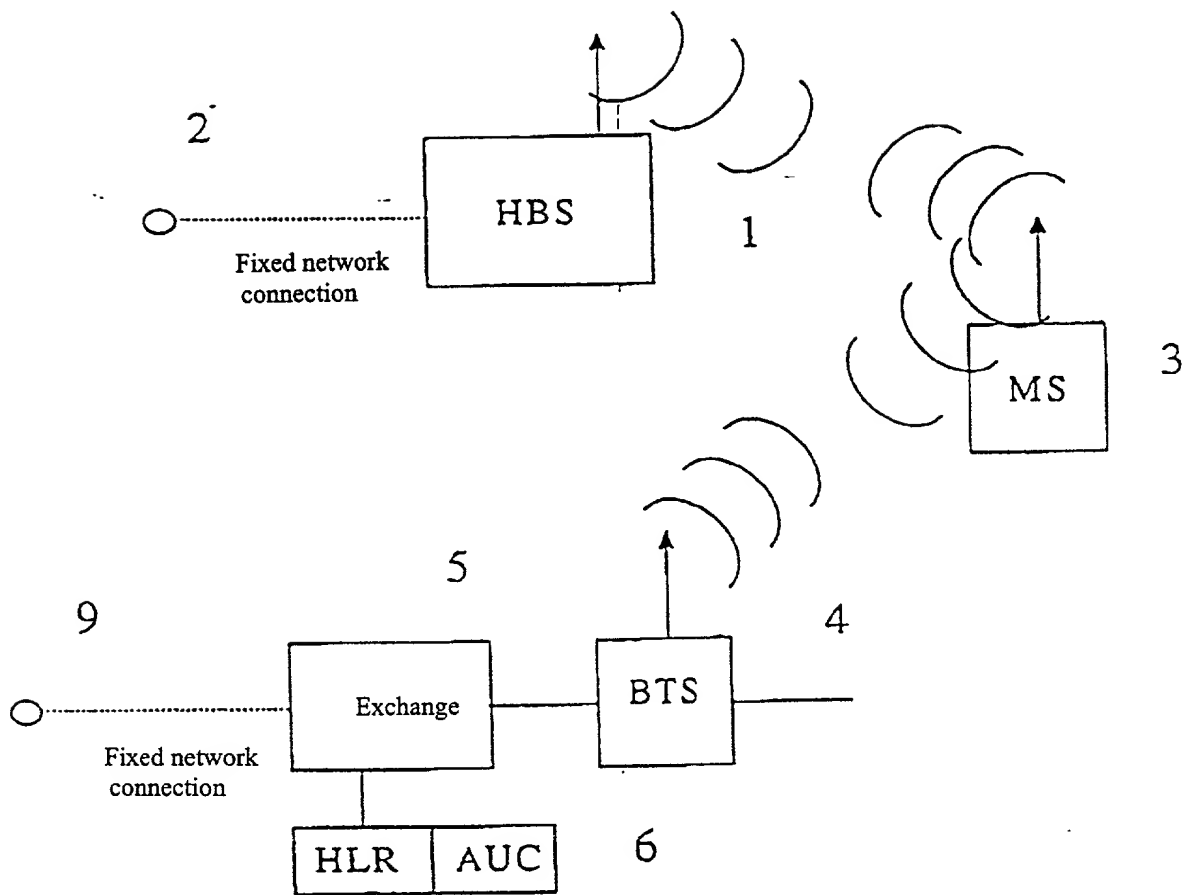 2
HBS
1
Fixed network
connection
3
MS
5
9
4
BTS
Exchange
Fixed network
connection
HLR AUC
6